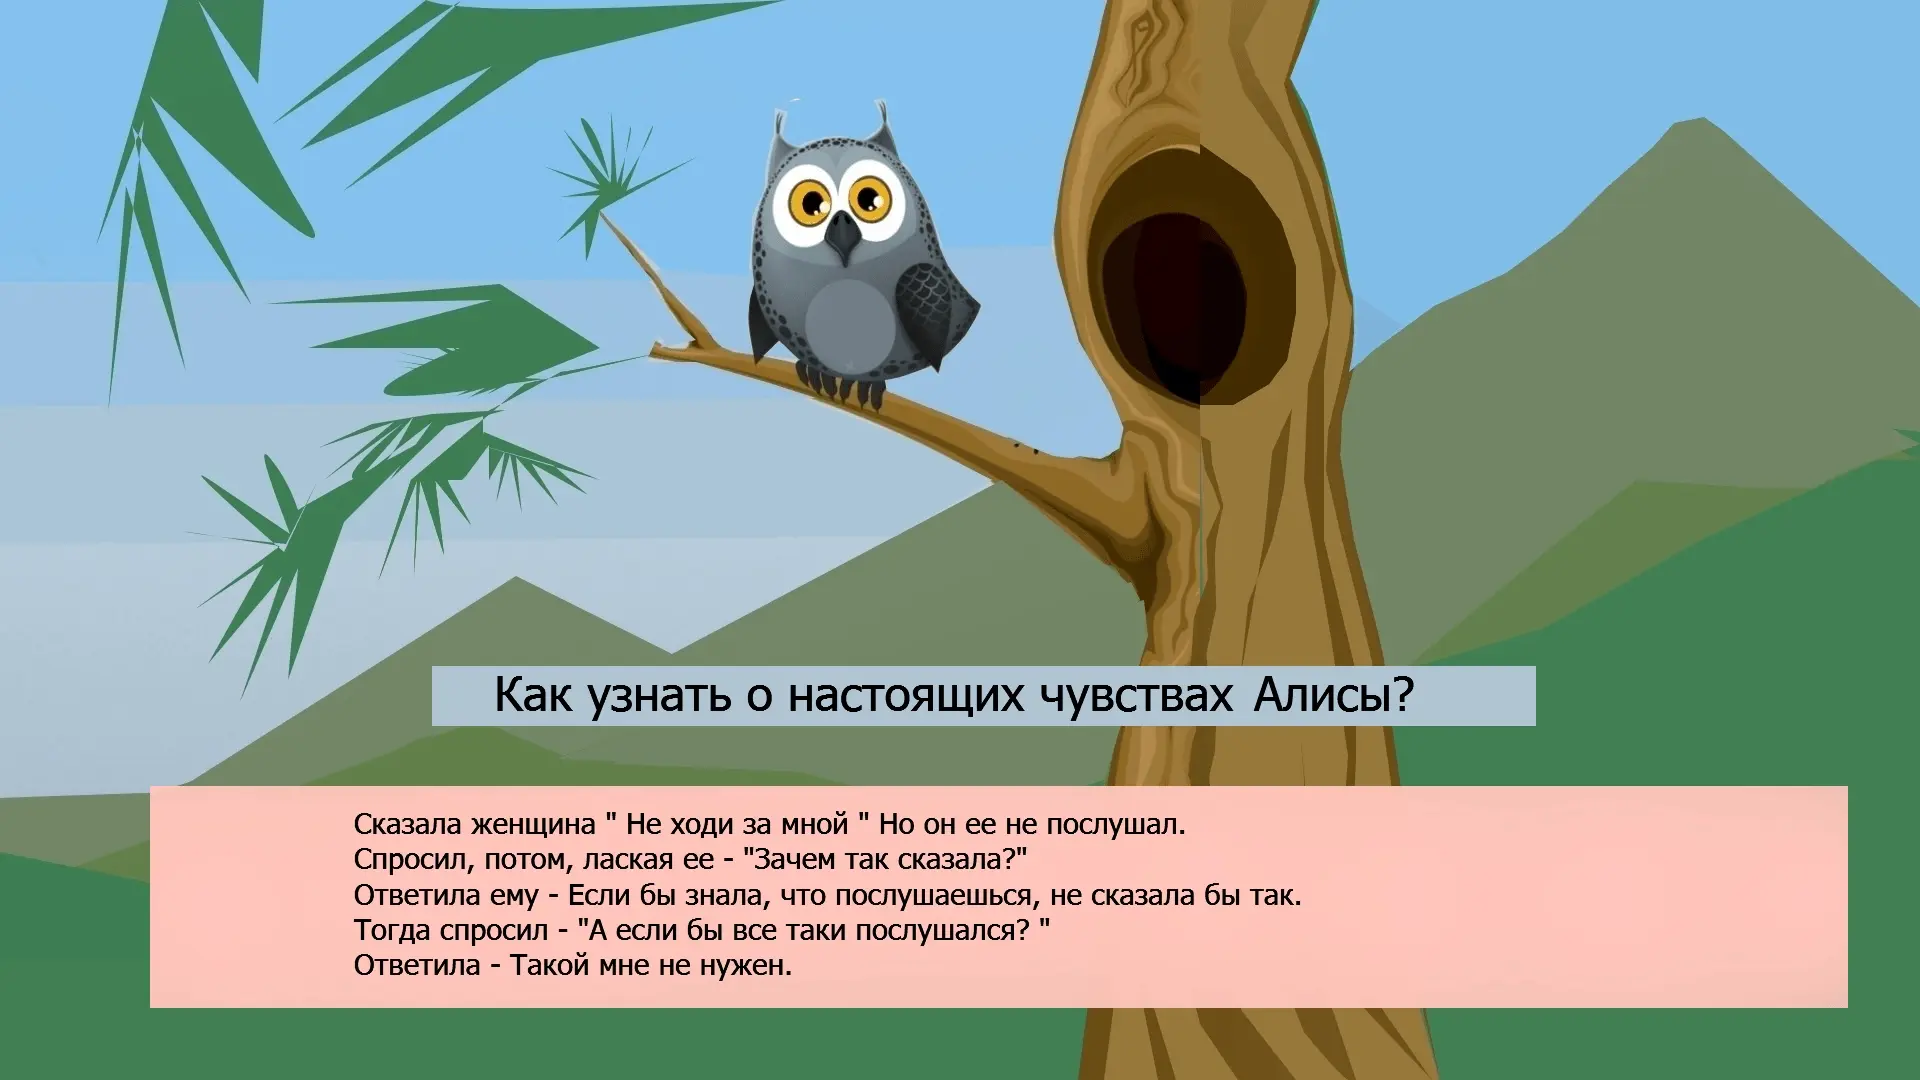 Как узнать о настоящих чувствах Алисы?
Сказала женщина " Не ходи за мной " Но он ее не послушал.
Спросил, потом, лаская ее - "Зачем так сказала?"
Ответила ему - Если бы знала, что послушаешься, не сказала бы так.
Тогда спросил - "А если бы все таки послушался? "
Ответила - Такой мне не нужен.